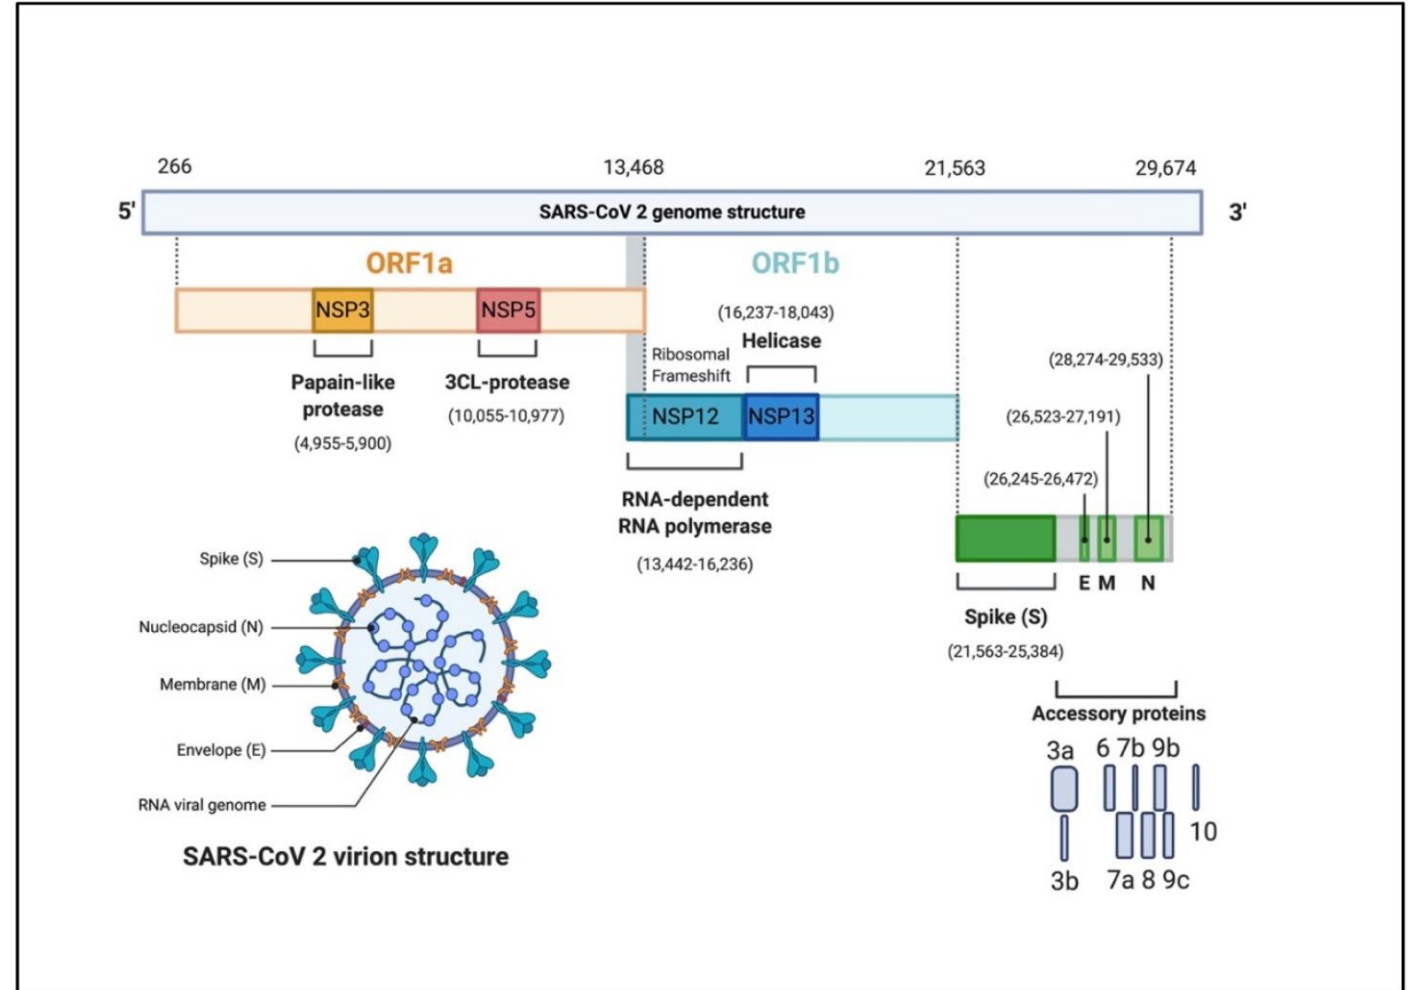 266 13,468 21,563 29,674
5' SARS-CoV 2 genome structure 3'
ORF1a ORF1b
NSP3 NSP5
(16,237-18,043)
Helicase
Ribosomal
Frameshift
(28,274-29,533)
Papain-like
protease
(4,955-5,900)
3CL-protease
(10,055-10,977)
NSP12 NSP13
(26,523-27,191)
(26,245-26,472)
RNA-dependent
RNA polymerase
(13,442-16,236)
E M N
Spike (S)
(21,563-25,384)
Spike (S)
Nucleocapsid (N)
Membrane (M)
Envelope (E)
RNA viral genome
SARS-CoV 2 virion structure
Accessory proteins
3a 6 7b 9b
10
3b 7a 8 9c